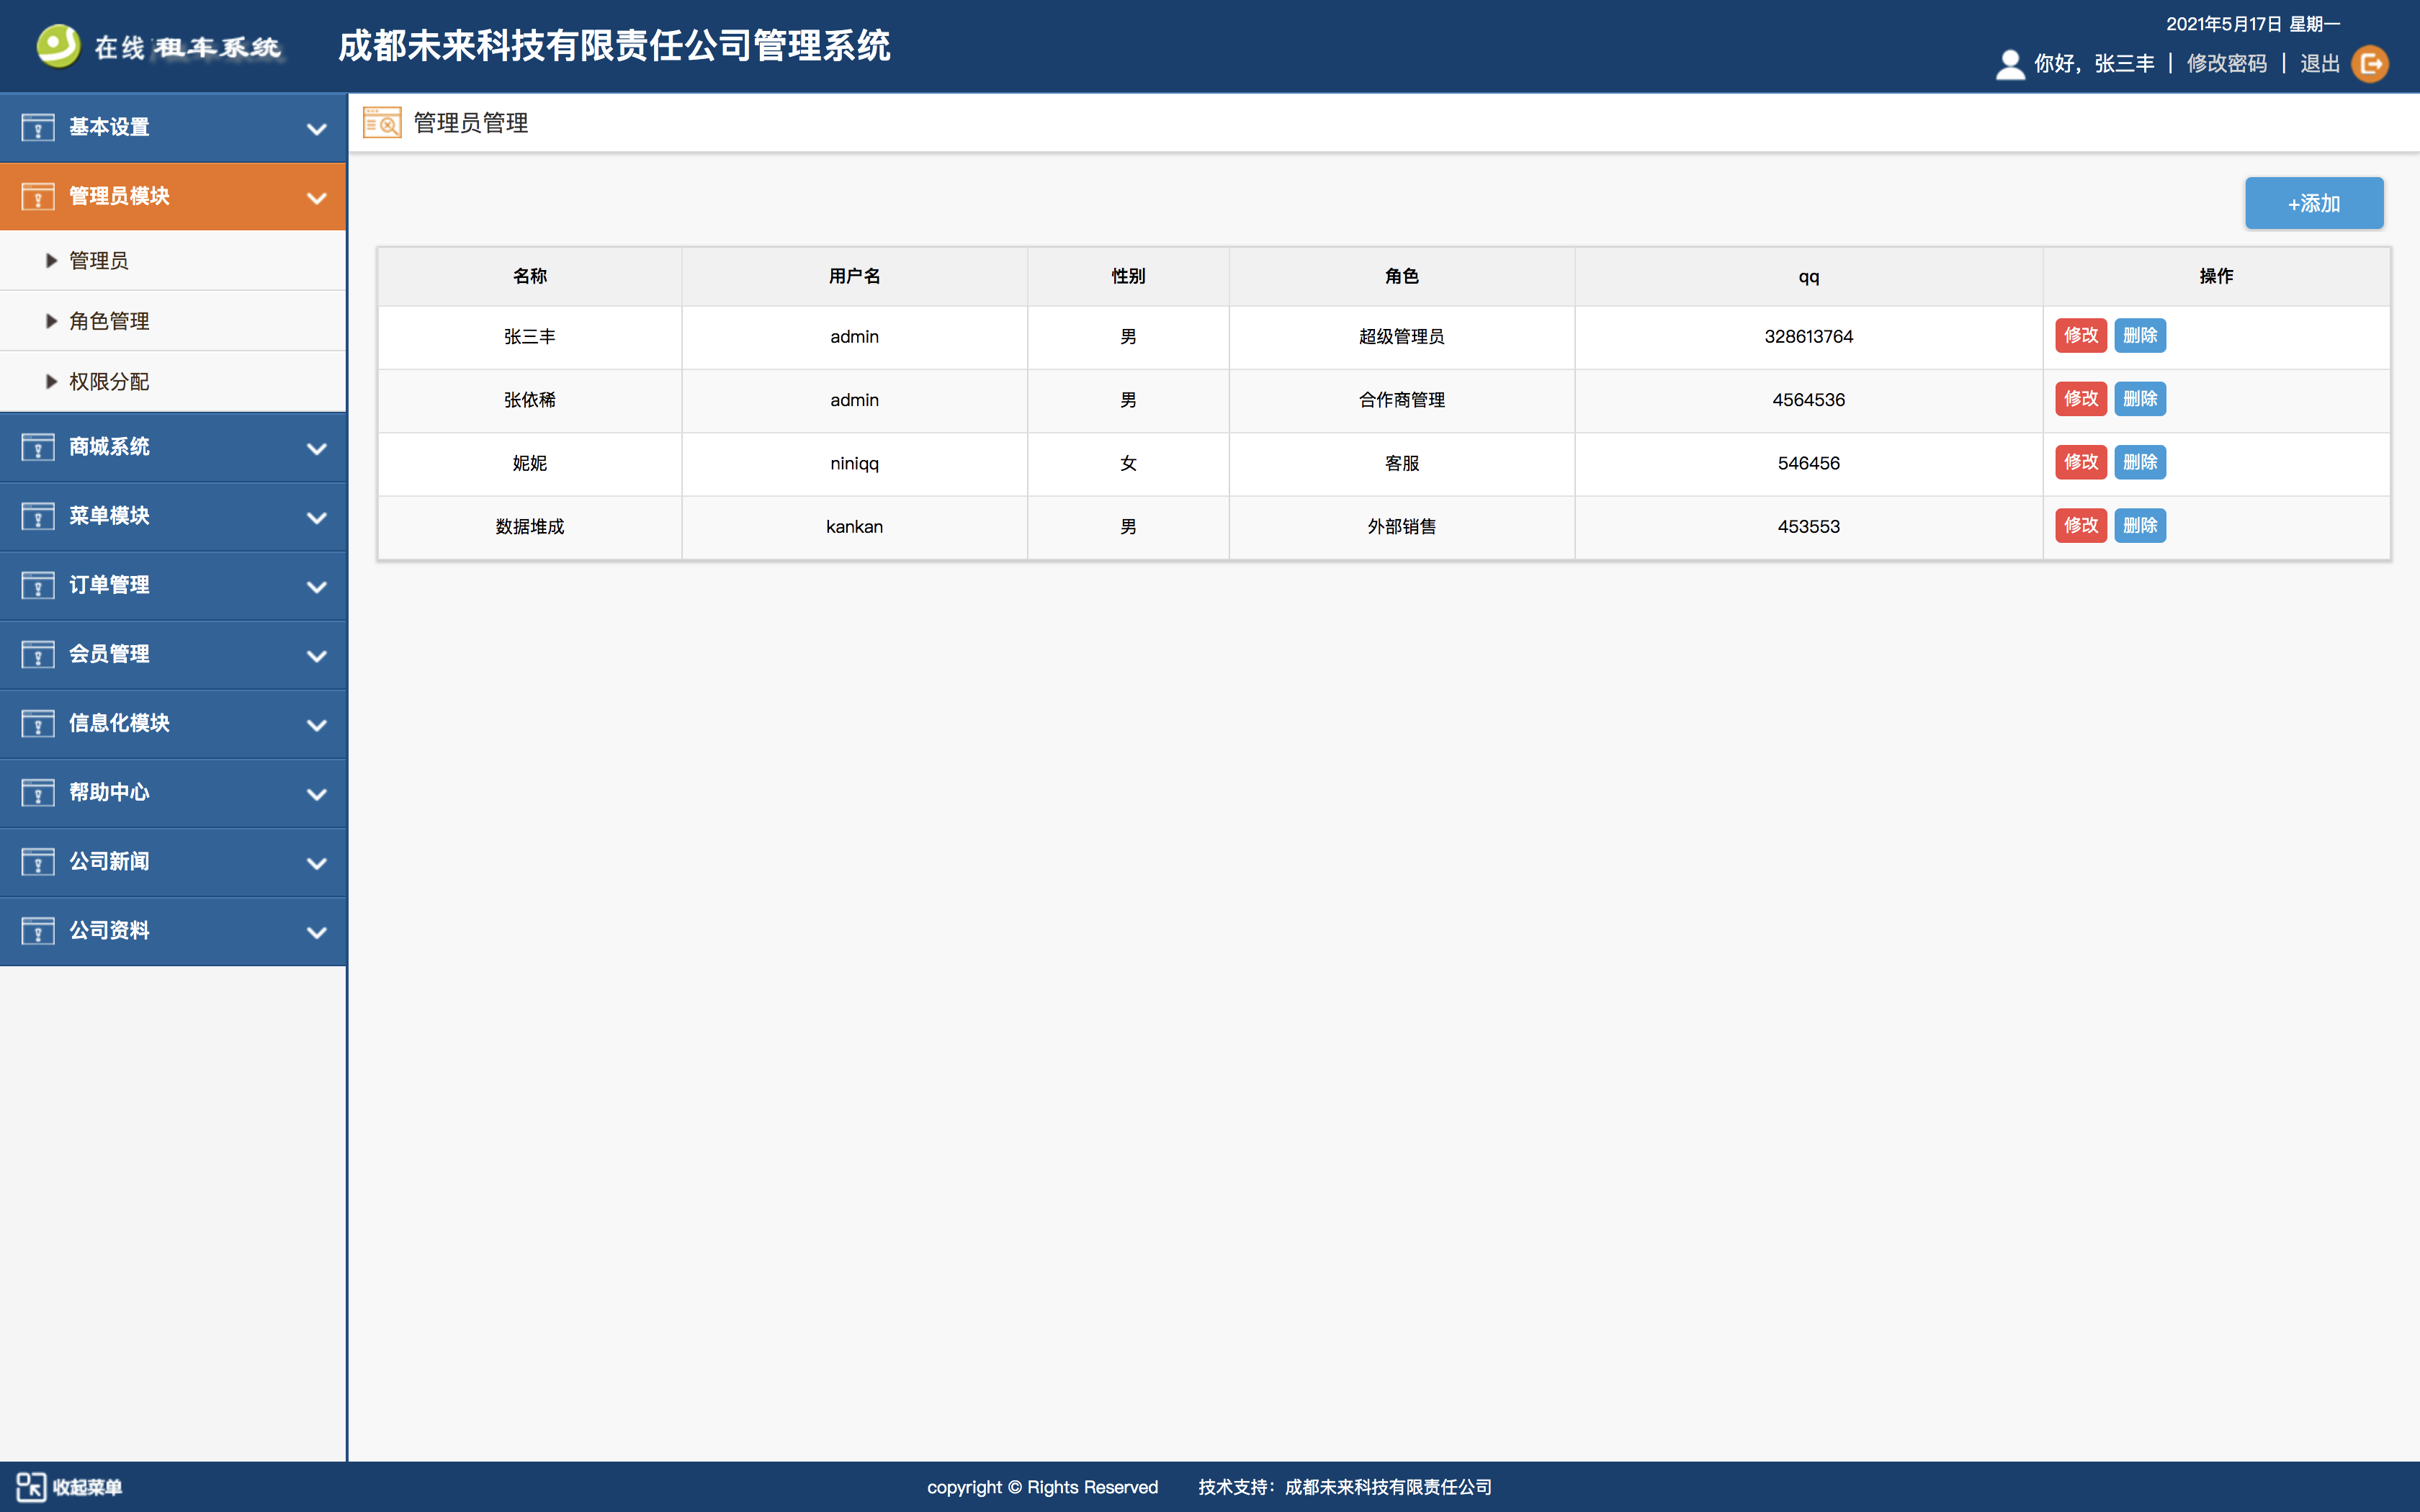 在线 租车系统
成都未来科技有限责任公司管理系统
2021年5月17日 星期一
你好，张三丰 | 修改密码 | 退出
基本设置
管理员模块
管理员
角色管理
权限分配
商城系统
菜单模块
订单管理
会员管理
信息化模块
帮助中心
公司新闻
公司资料
管理员管理
+添加
名称 用户名 性别 角色 qq 操作
张三丰 admin 男 超级管理员 328613764 修改 删除
张依稀 admin 男 合作商管理 4564536 修改 删除
妮妮 niniqq 女 客服 546456 修改 删除
数据堆成 kankan 男 外部销售 453553 修改 删除
收起菜单
copyright © Rights Reserved 技术支持：成都未来科技有限责任公司